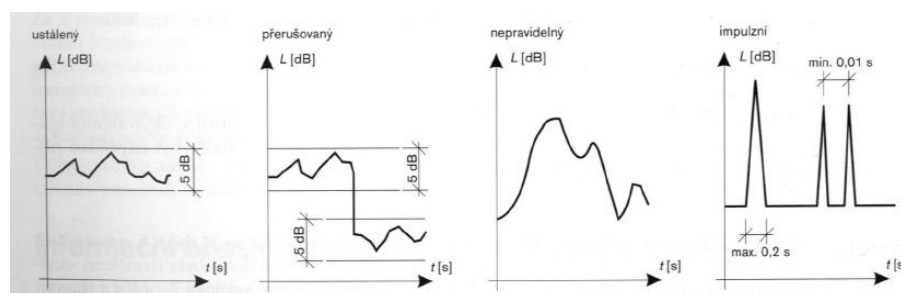 ustálený
L [dB]
5 dB
t [s]
přerušovaný
L [dB]
5 dB
5 dB
t [s]
nepravidelný
L [dB]
t [s]
impulzní
L [dB]
min. 0,01 s
max. 0,2 s
t [s]